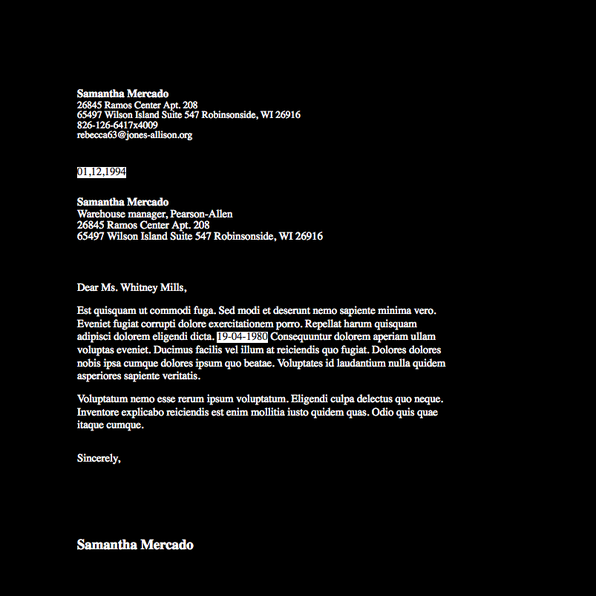 Samantha Mercado
26845 Ramos Center Apt. 208
65497 Wilson Island Suite 547 Robinsonside, WI 26916
826-126-6417x4009
rebecca63@jones-allison.org
01,12,1994
Samantha Mercado
Warehouse manager, Pearson-Allen
26845 Ramos Center Apt. 208
65497 Wilson Island Suite 547 Robinsonside, WI 26916
Dear Ms. Whitney Mills,
Est quisquam ut commodi fuga. Sed modi et deserunt nemo sapiente minima vero.
Eveniet fugiat corrupti dolore exercitationem porro. Repellat harum quisquam
adipisci dolorem eligendi dicta. 19-04-1980 Consequuntur dolorem aperiam ullam
voluptas eveniet. Ducimus facilis vel illum at reiciendis quo fugiat. Dolores dolores
nobis ipsa cumque dolores ipsum quo beatae. Voluptates id laudantium nulla quidem
asperiores sapiente veritatis.
Voluptatum nemo esse rerum ipsum voluptatum. Eligendi culpa delectus quo neque.
Inventore explicabo reiciendis est enim mollitia iusto quidem quas. Odio quis quae
itaque cumque.
Sincerely,
Samantha Mercado